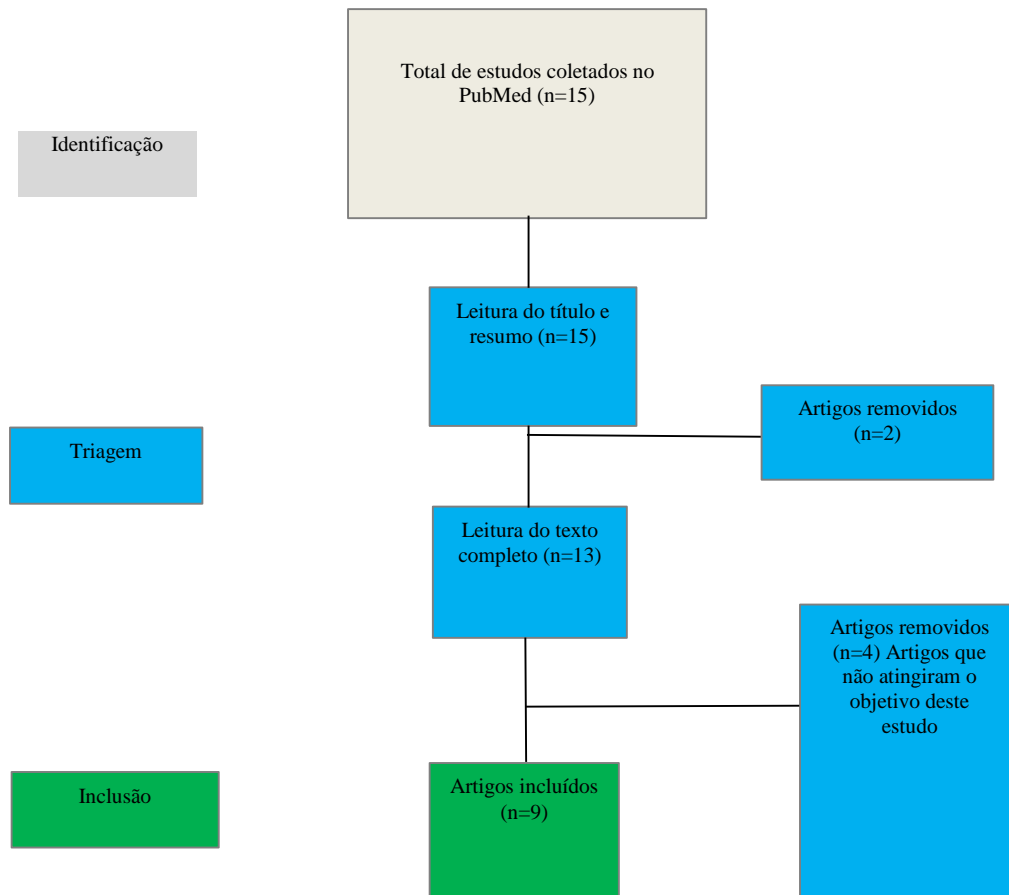 Total de estudos coletados no
PubMed (n=15)
Identificação
Leitura do título e
resumo (n=15)
Artigos removidos
(n=2)
Triagem
Leitura do texto
completo (n=13)
Artigos removidos
(n=4) Artigos que
não atingiram o
objetivo deste
estudo
Inclusão
Artigos incluídos
(n=9)